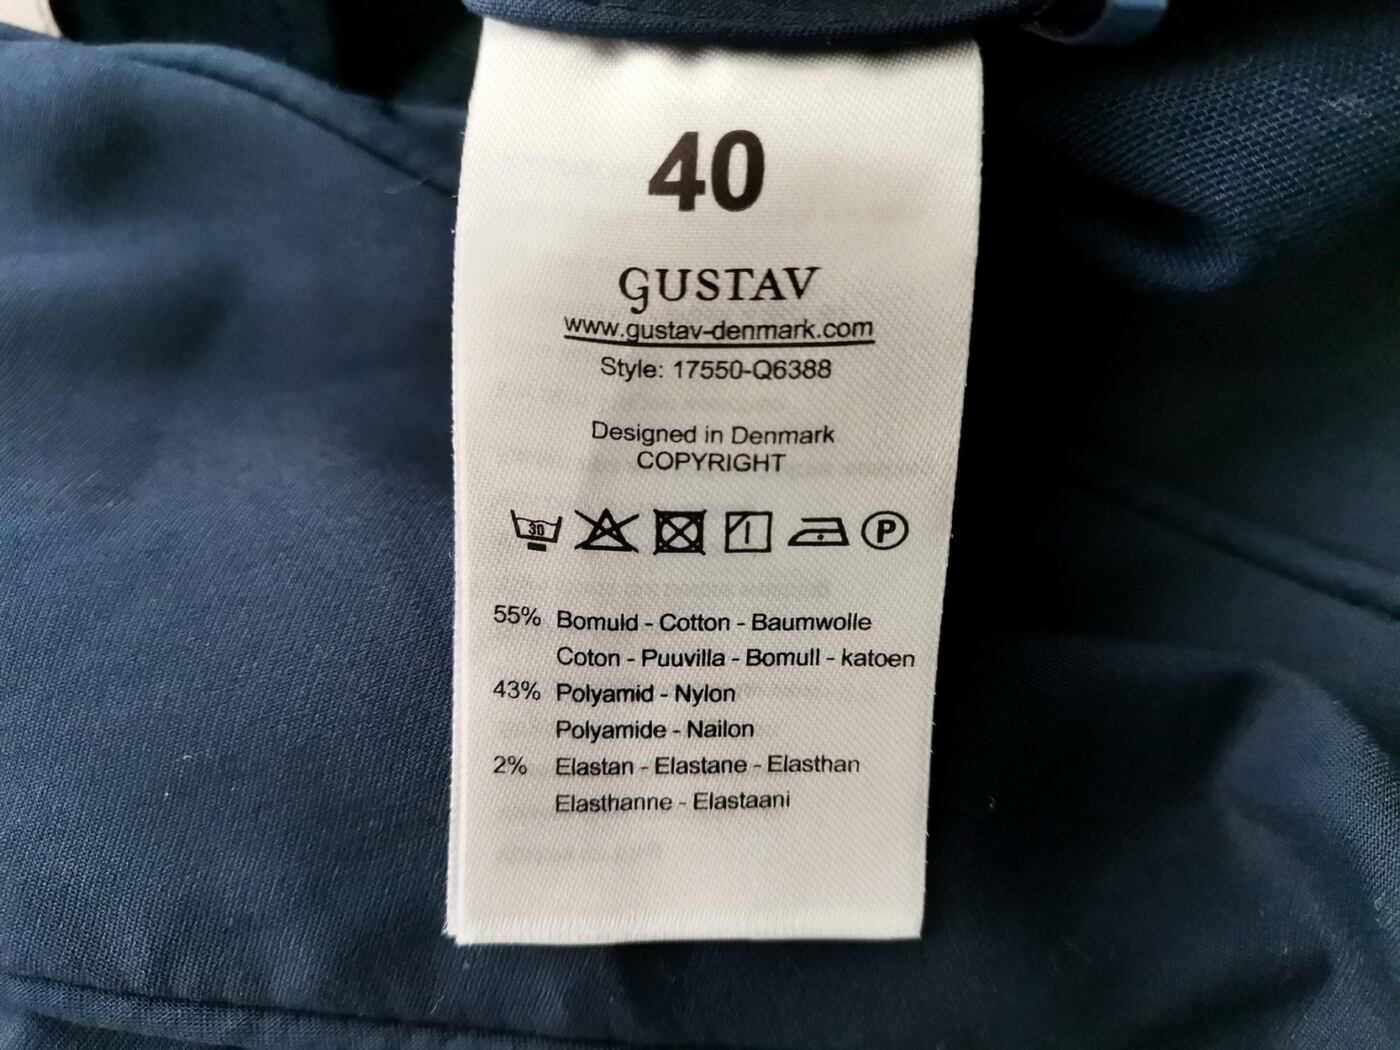 40
GUSTAV
www.gustav-denmark.com
Style: 17550-Q6388
Designed in Denmark
COPYRIGHT
30 P
55% Bomuld - Cotton - Baumwolle
Coton - Puuvilla - Bomull - katoen
43% Polyamid - Nylon
Polyamide - Nailon
2% Elastan - Elastane - Elasthan
Elasthanne - Elastaani